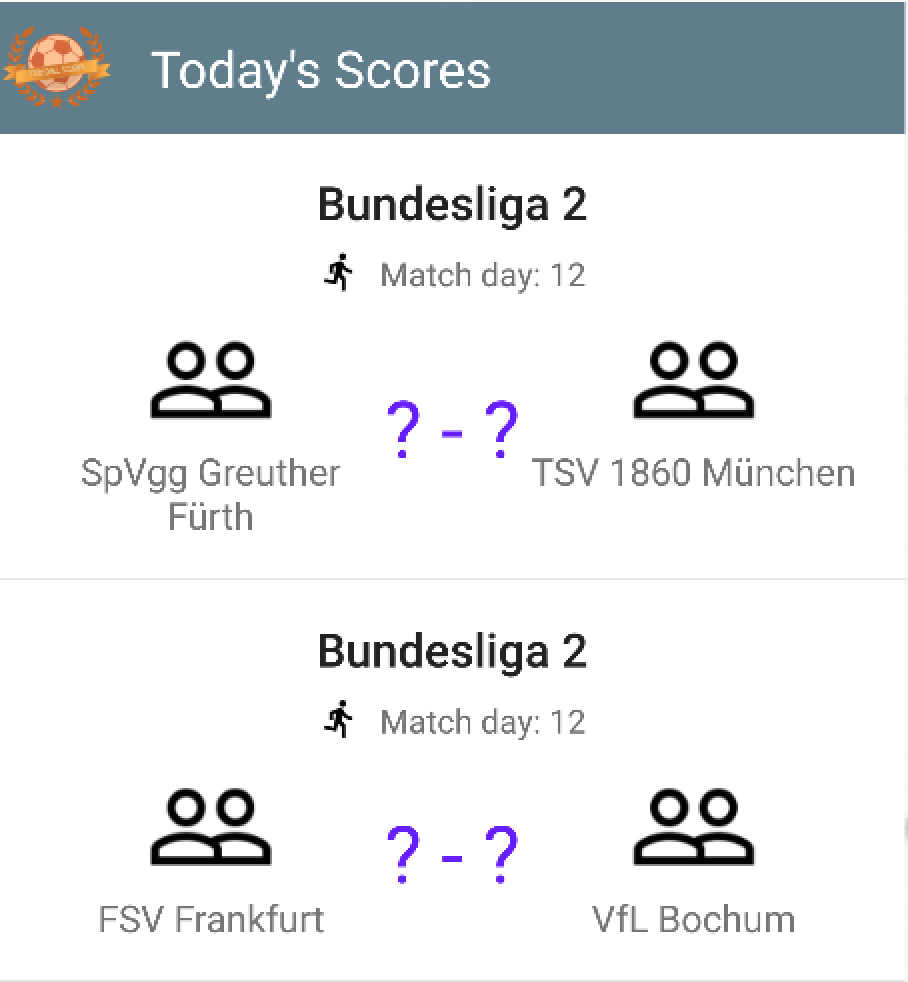 Today's Scores
Bundesliga 2
Match day: 12
? - ?
SpVgg Greuther
Fürth
TSV 1860 München
Bundesliga 2
Match day: 12
? - ?
FSV Frankfurt
VfL Bochum